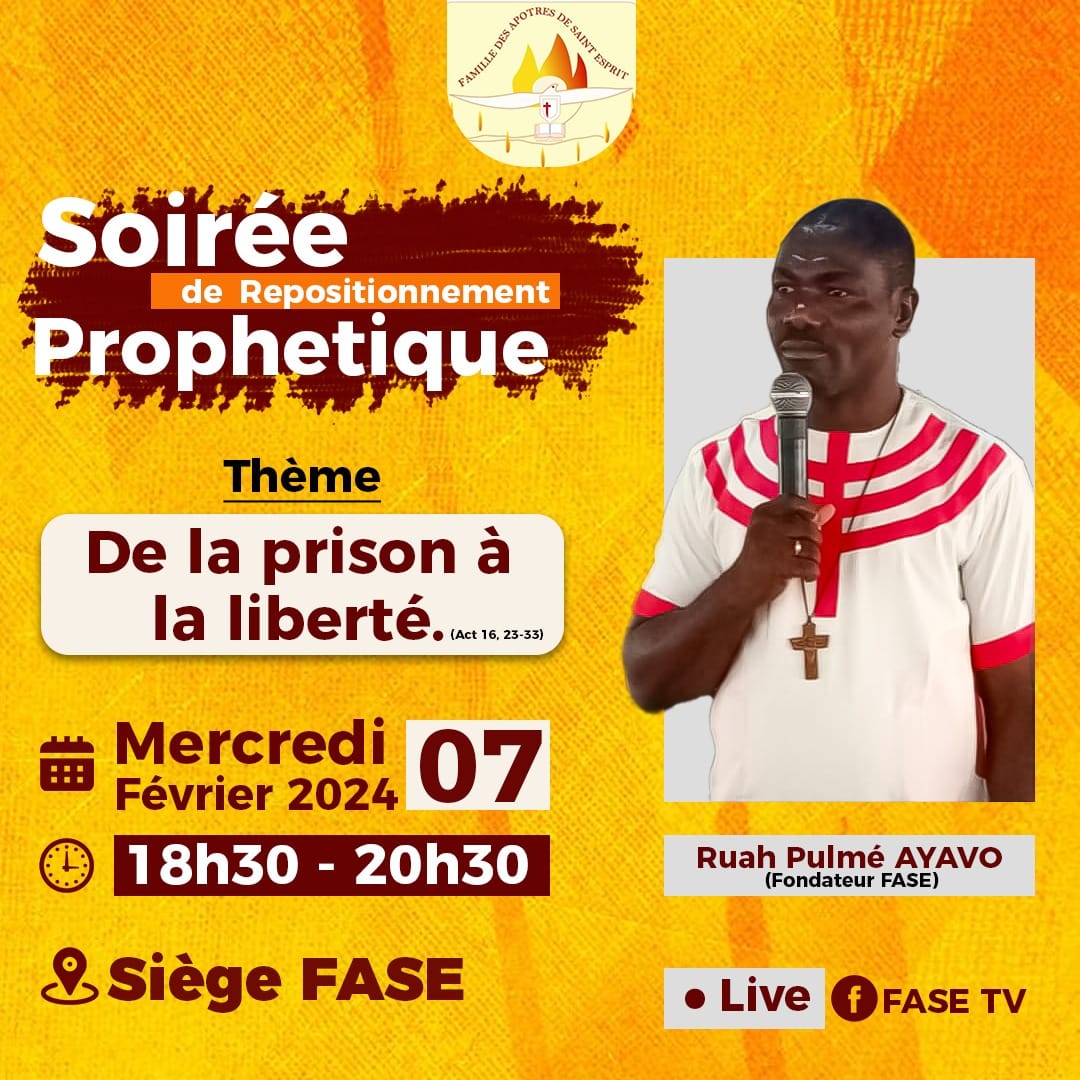 FAMILLE DES APOTRES DE SAINT ESPRIT
Soirée
de Repositionnement
Prophetique
Thème
De la prison à
la liberté. (Act 16, 23-33)
Mercredi
Février 2024
07
18h30 - 20h30
Siège FASE
Ruah Pulmé AYAVO
(Fondateur FASE)
• Live
f FASE TV